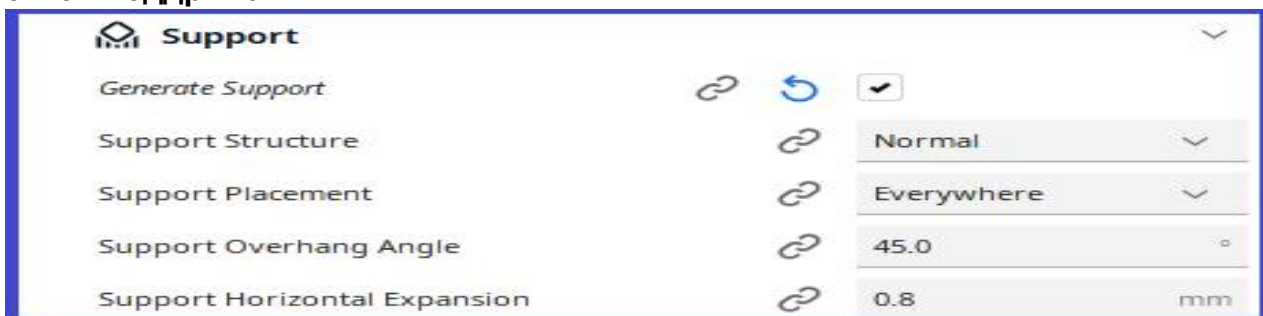 Support
Generate Support
Support Structure Normal
Support Placement Everywhere
Support Overhang Angle 45.0 °
Support Horizontal Expansion 0.8 mm